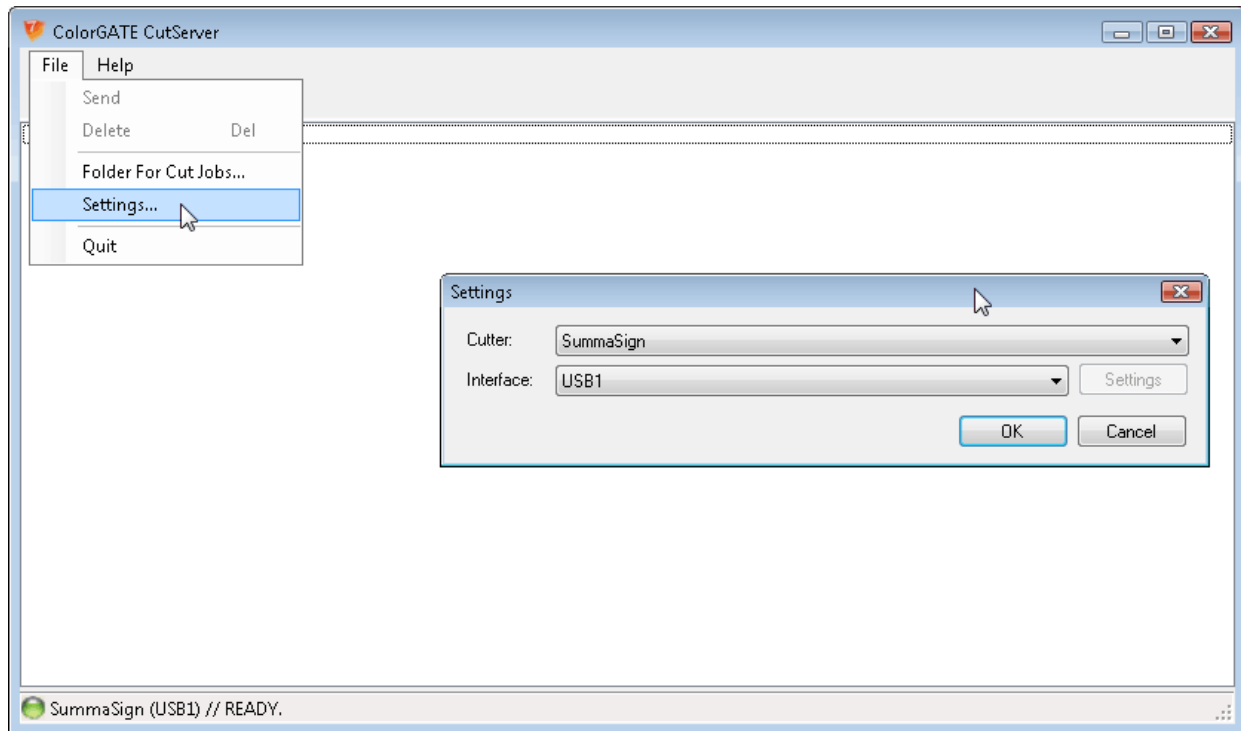 ColorGATE CutServer
File Help
Send
Delete Del
Folder For Cut Jobs...
Settings...
Quit
Settings
Cutter: SummaSign
Interface: USB1 Settings
OK Cancel
SummaSign (USB1) // READY.